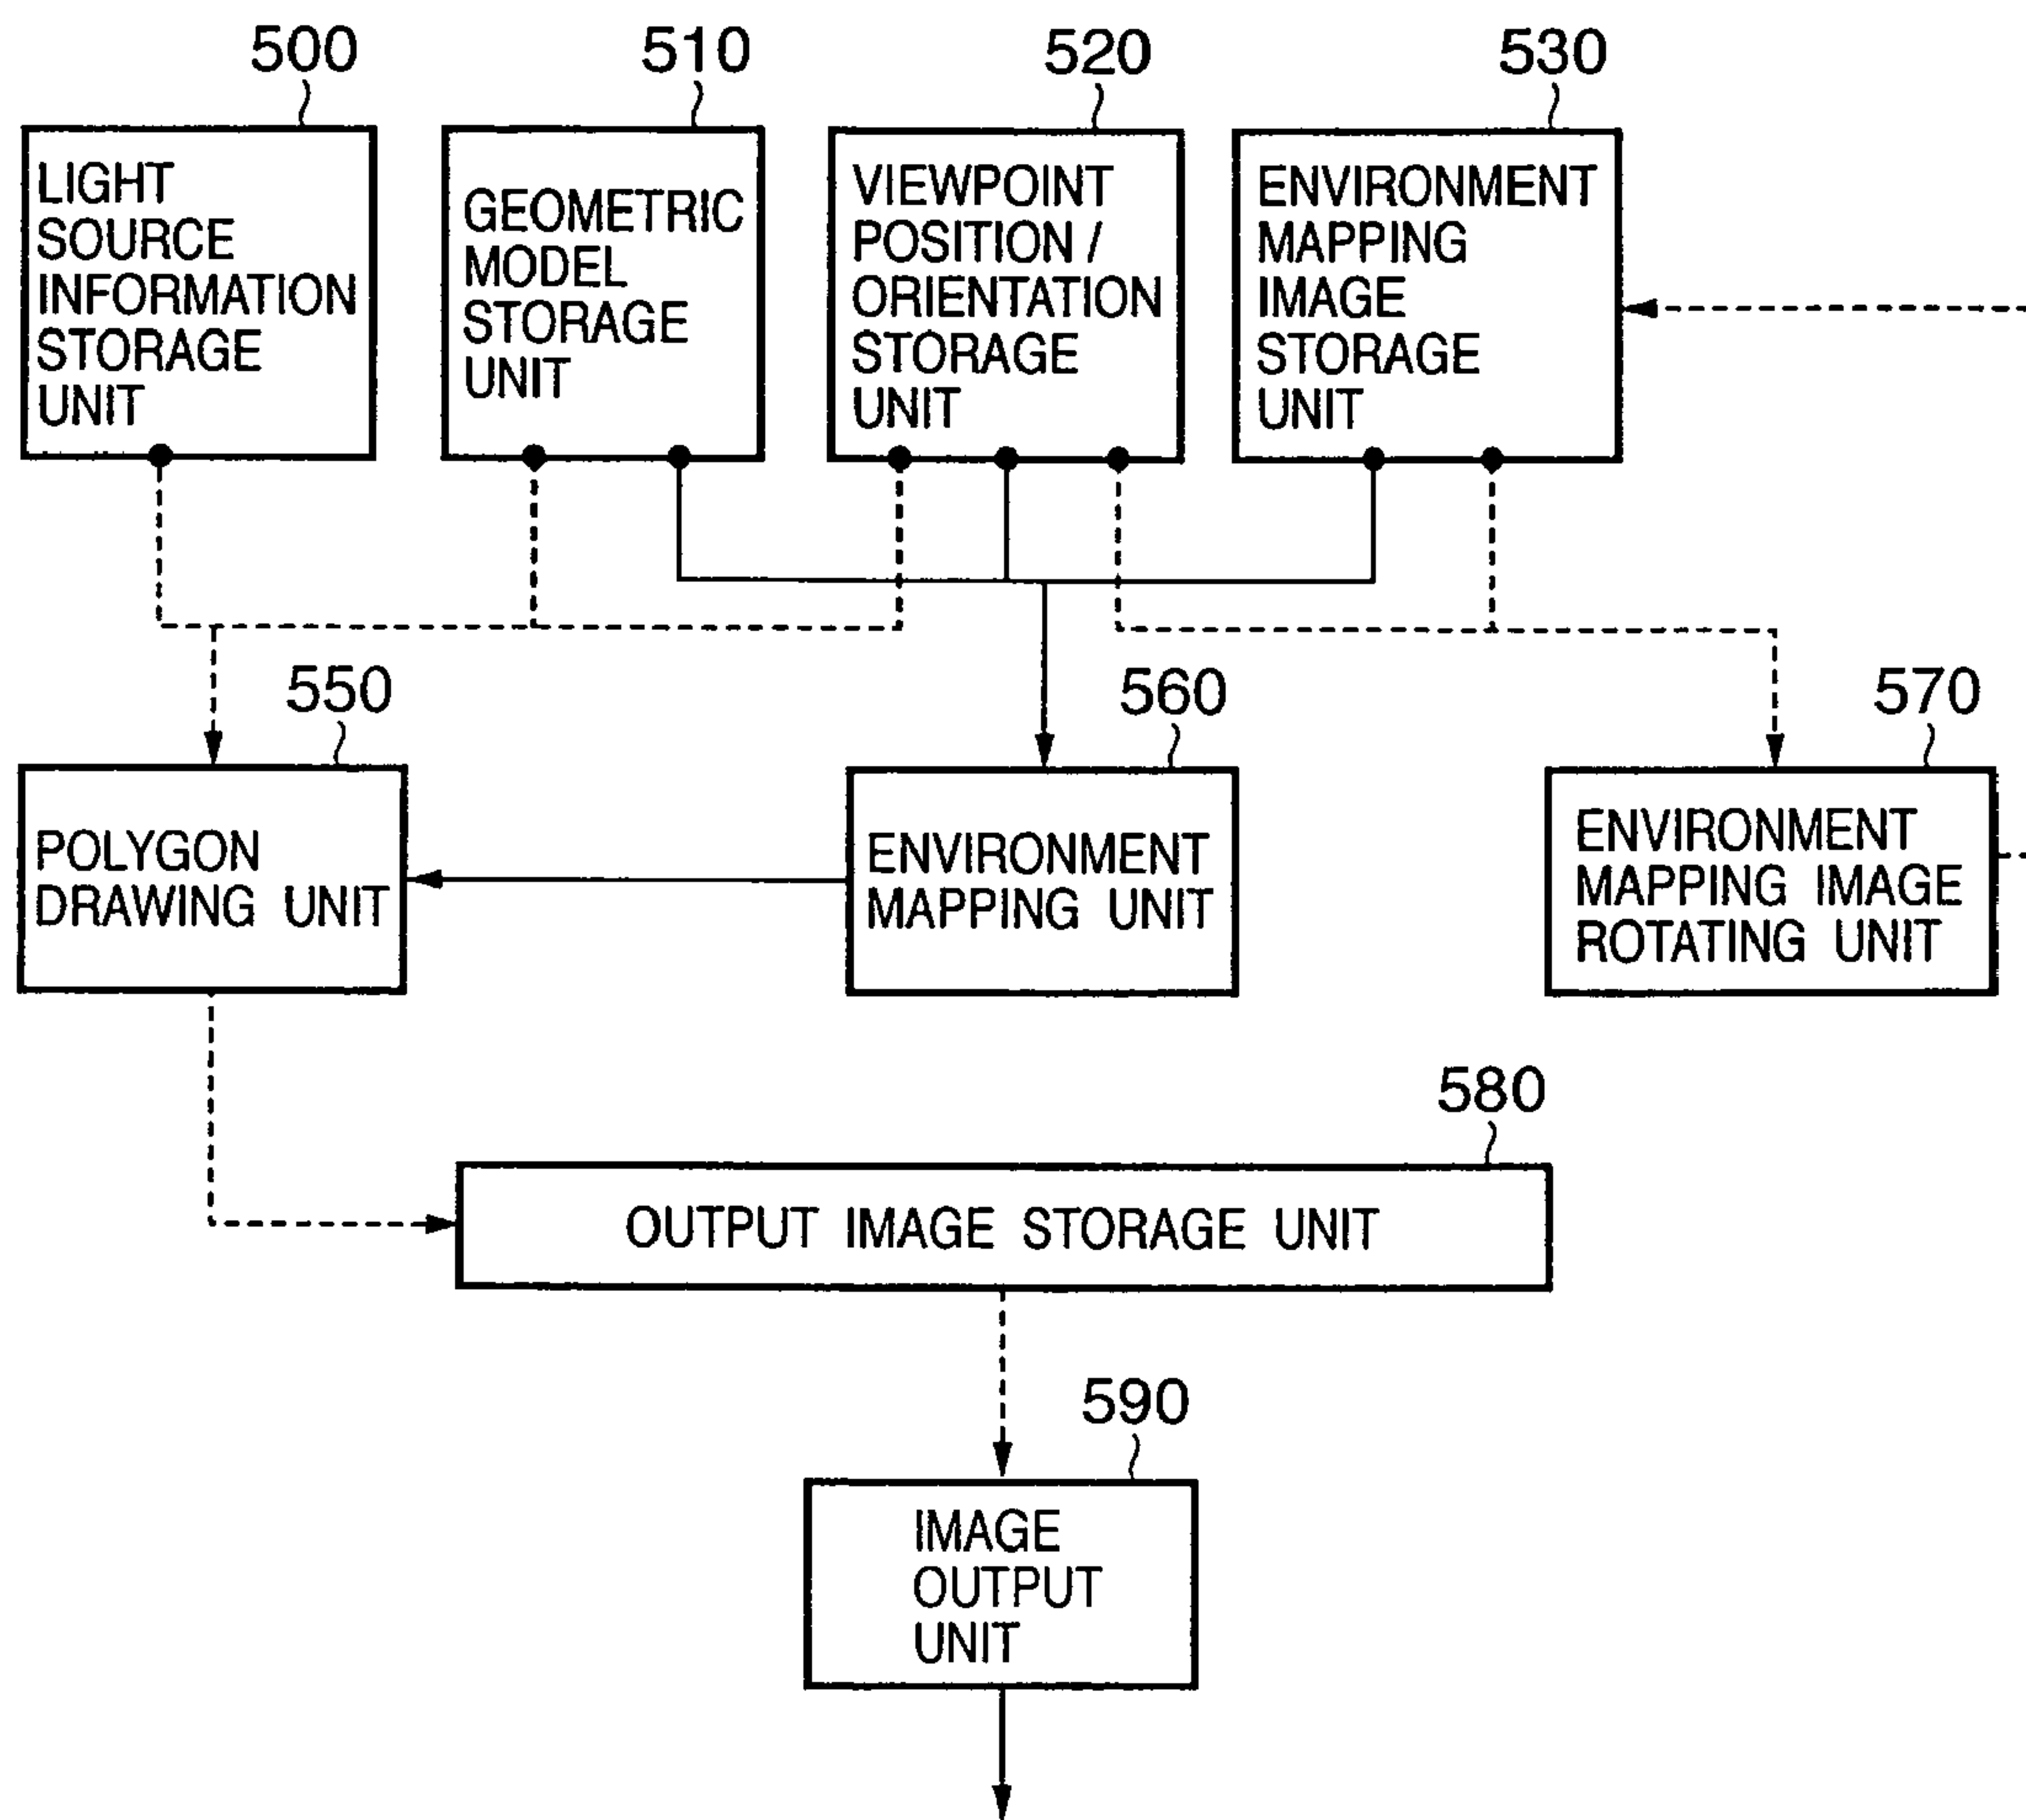 500
510
520
530
LIGHT
SOURCE
INFORMATION
STORAGE
UNIT
GEOMETRIC
MODEL
STORAGE
UNIT
VIEWPOINT
POSITION/
ORIENTATION
STORAGE
UNIT
ENVIRONMENT
MAPPING
IMAGE
STORAGE
UNIT
550
560
570
POLYGON
DRAWING UNIT
ENVIRONMENT
MAPPING UNIT
ENVIRONMENT
MAPPING IMAGE
ROTATING UNIT
580
OUTPUT IMAGE STORAGE UNIT
590
IMAGE
OUTPUT
UNIT